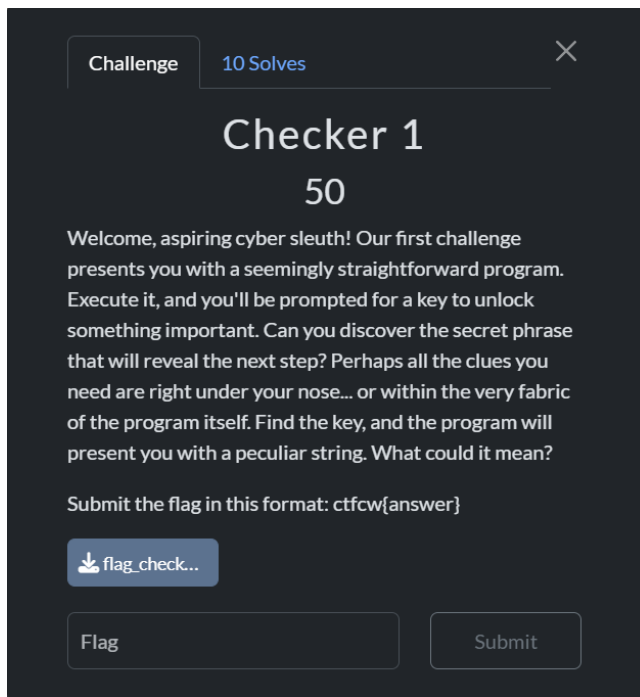 Challenge
10 Solves
Checker 1
50
Welcome, aspiring cyber sleuth! Our first challenge
presents you with a seemingly straightforward program.
Execute it, and you'll be prompted for a key to unlock
something important. Can you discover the secret phrase
that will reveal the next step? Perhaps all the clues you
need are right under your nose... or within the very fabric
of the program itself. Find the key, and the program will
present you with a peculiar string. What could it mean?
Submit the flag in this format: ctfcw{answer}
flag_check...
Flag
Submit